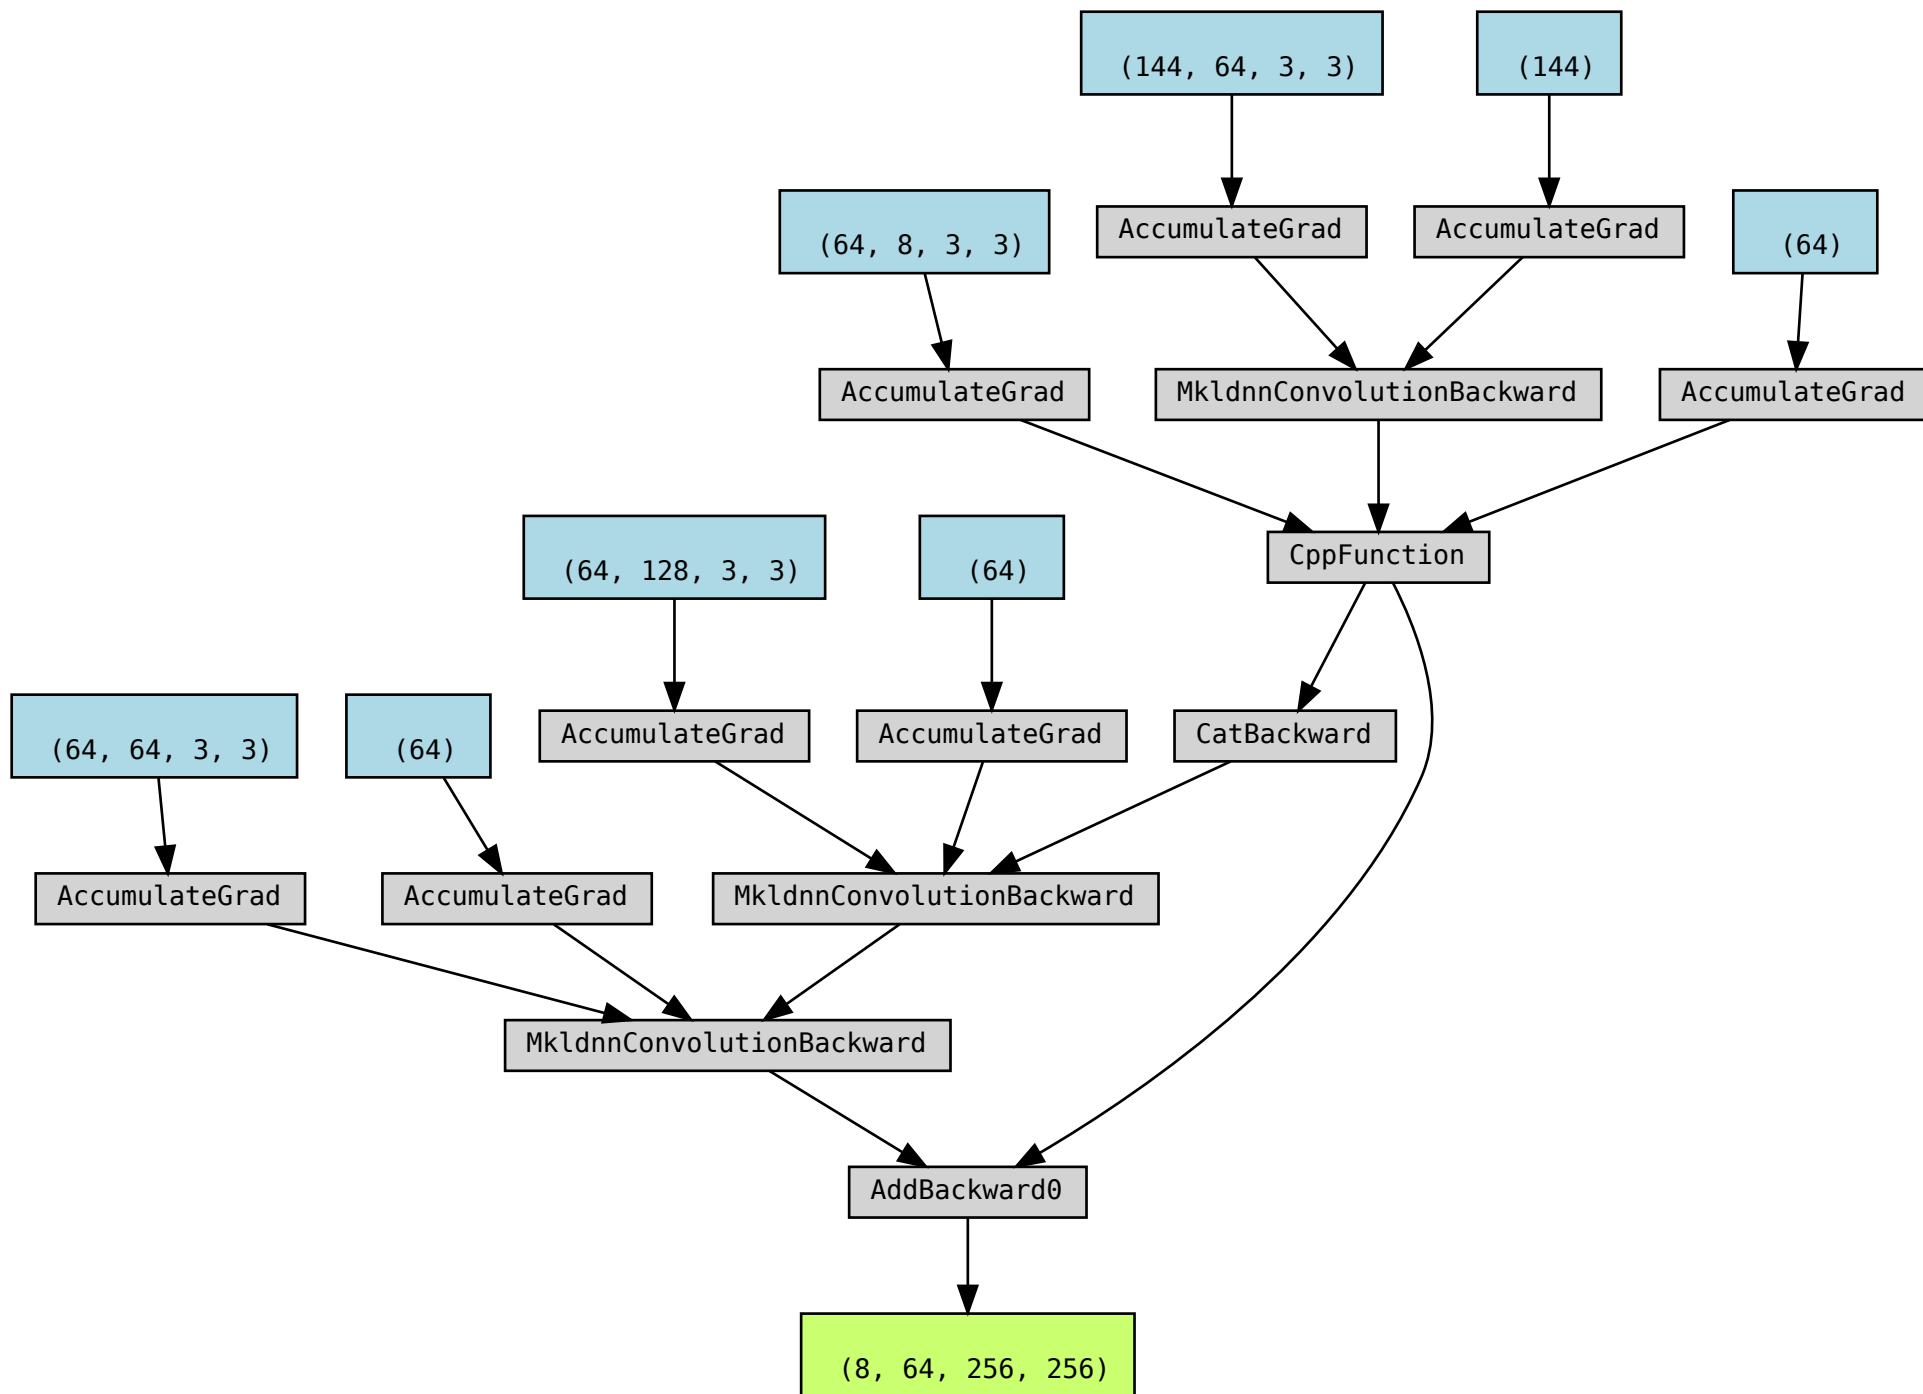 (144, 64, 3, 3)
(144)
(64, 8, 3, 3)
AccumulateGrad
AccumulateGrad
(64)
AccumulateGrad
MkldnnConvolutionBackward
AccumulateGrad
(64, 128, 3, 3)
(64)
CppFunction
(64, 64, 3, 3)
(64)
AccumulateGrad
AccumulateGrad
CatBackward
AccumulateGrad
AccumulateGrad
MkldnnConvolutionBackward
MkldnnConvolutionBackward
AddBackward0
(8, 64, 256, 256)